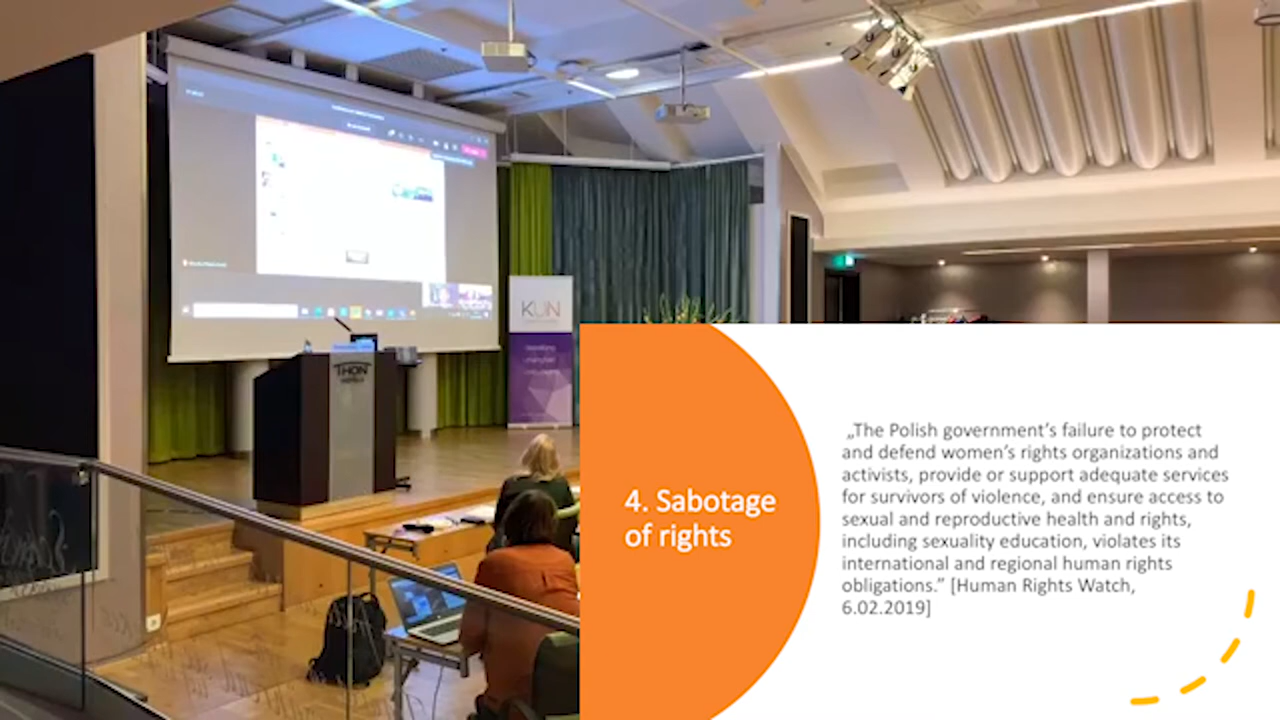 KUN
THON
HOTELS
4. Sabotage
of rights
„The Polish government's failure to protect
and defend women's rights organizations and
activists, provide or support adequate services
for survivors of violence, and ensure access to
sexual and reproductive health and rights,
including sexuality education, violates its
international and regional human rights
obligations.” [Human Rights Watch,
6.02.2019]